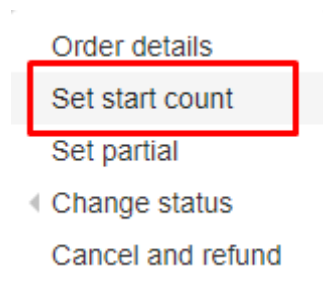 Order details
Set start count
Set partial
Change status
Cancel and refund